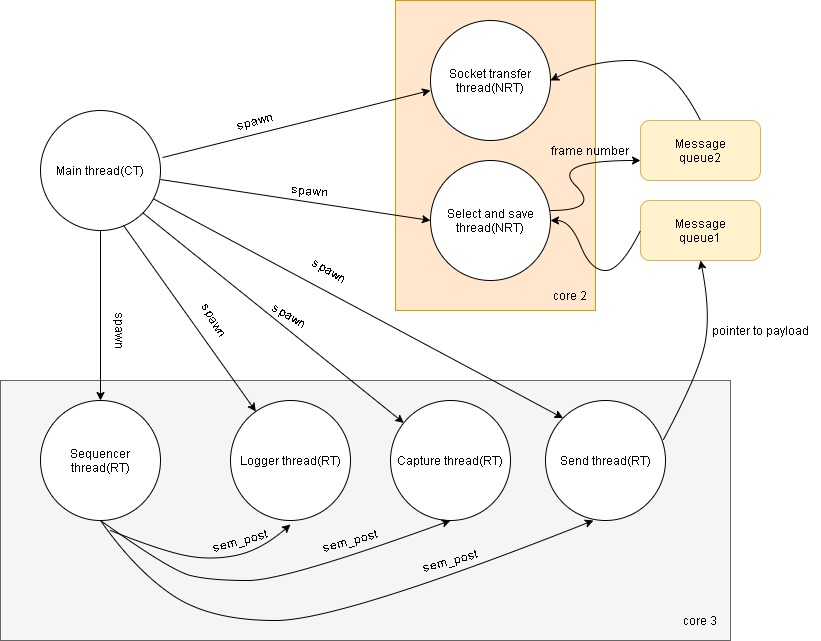 Socket transfer
thread(NRT)
spawn
Message
queue2
frame number
Main thread(CT)
spawn
Select and save
thread(NRT)
Message
queue1
spawn
core 2
spawn
spawn
spawn
pointer to payload
Sequencer
thread(RT)
Logger thread(RT)
Capture thread(RT)
Send thread(RT)
sem_post
sem_post
sem_post
core 3